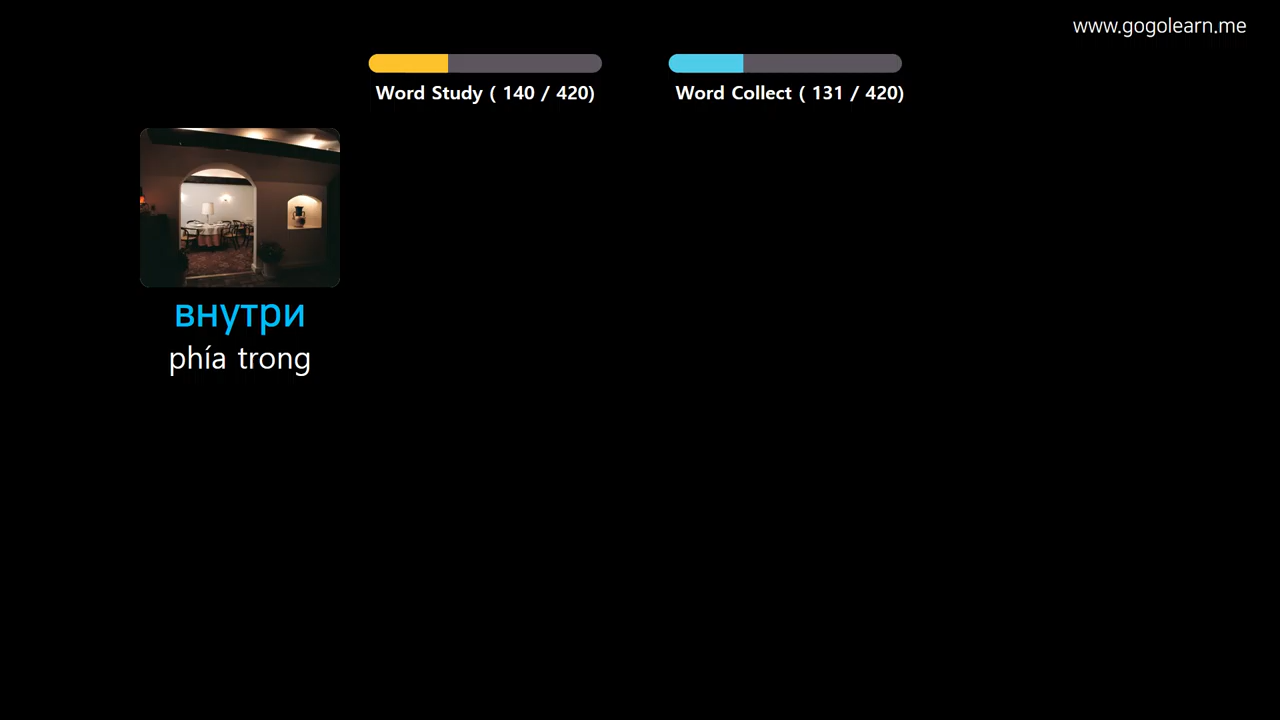 www.gogolearn.me
Word Study ( 140 / 420)
Word Collect ( 131 / 420)
внутри
phía trong